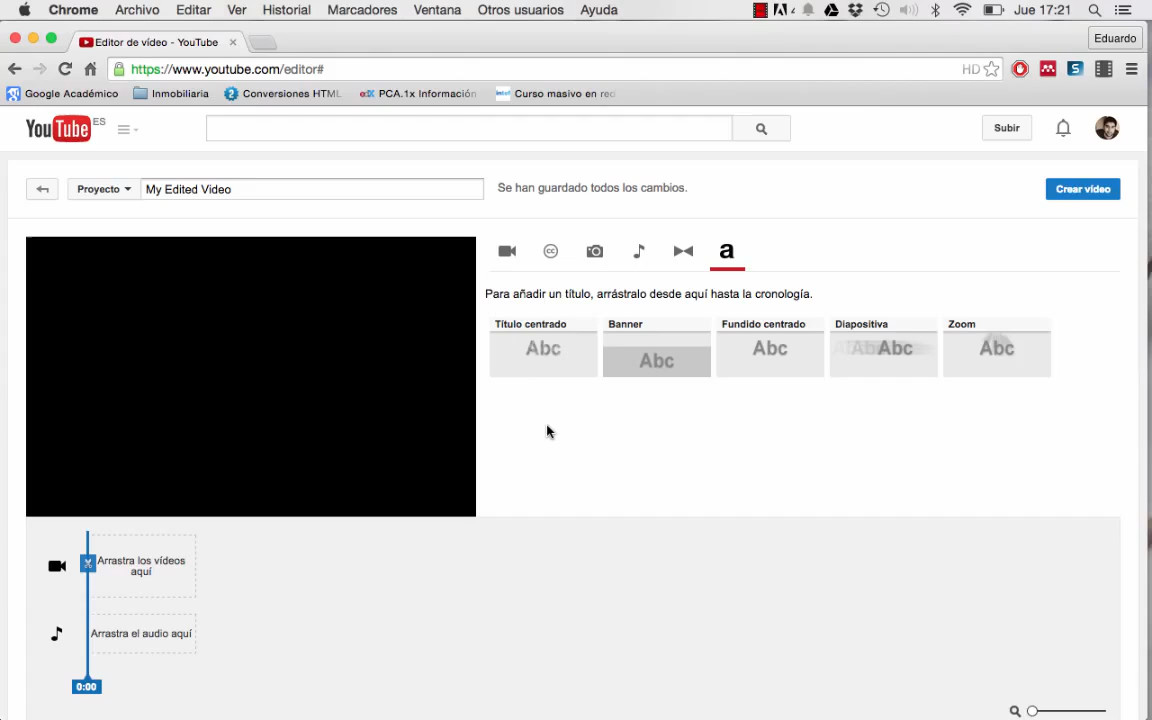 Chrome Archivo Editar Ver Historial Marcadores Ventana Otros usuarios Ayuda Jue 17:21
Editor de vídeo - YouTube Eduardo
https://www.youtube.com/editor# HD
Google Académico Inmobiliaria Conversiones HTML PCA.1x Información Curso masivo en red
YouTube ES Subir
Proyecto My Edited Video Se han guardado todos los cambios. Crear vídeo
CC a
Para añadir un título, arrástralo desde aquí hasta la cronología.
Título centrado Banner Fundido centrado Diapositiva Zoom
Abc Abc Abc Abc Abc
Arrastra los vídeos
aquí
Arrastra el audio aquí
0:00